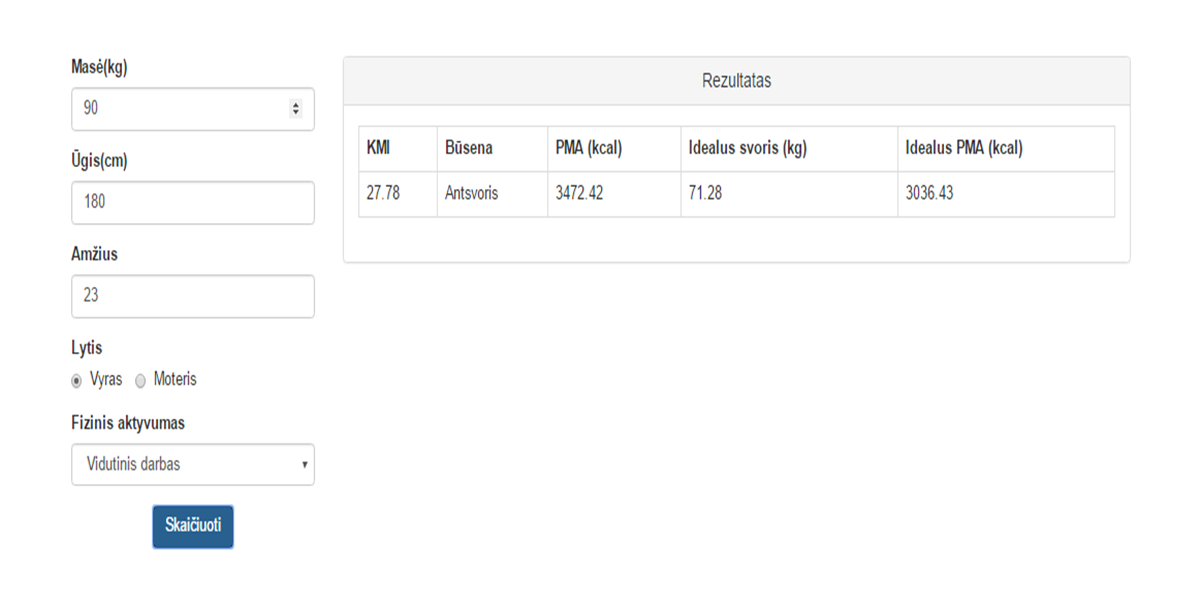 Masė(kg)
90
Ūgis(cm)
180
Amžius
23
Lytis
Vyras Moteris
Fizinis aktyvumas
Vidutinis darbas
Skaičiuoti
Rezultatas
KMI Būsena PMA (kcal) Idealus svoris (kg) Idealus PMA (kcal)
27.78 Antsvoris 3472.42 71.28 3036.43